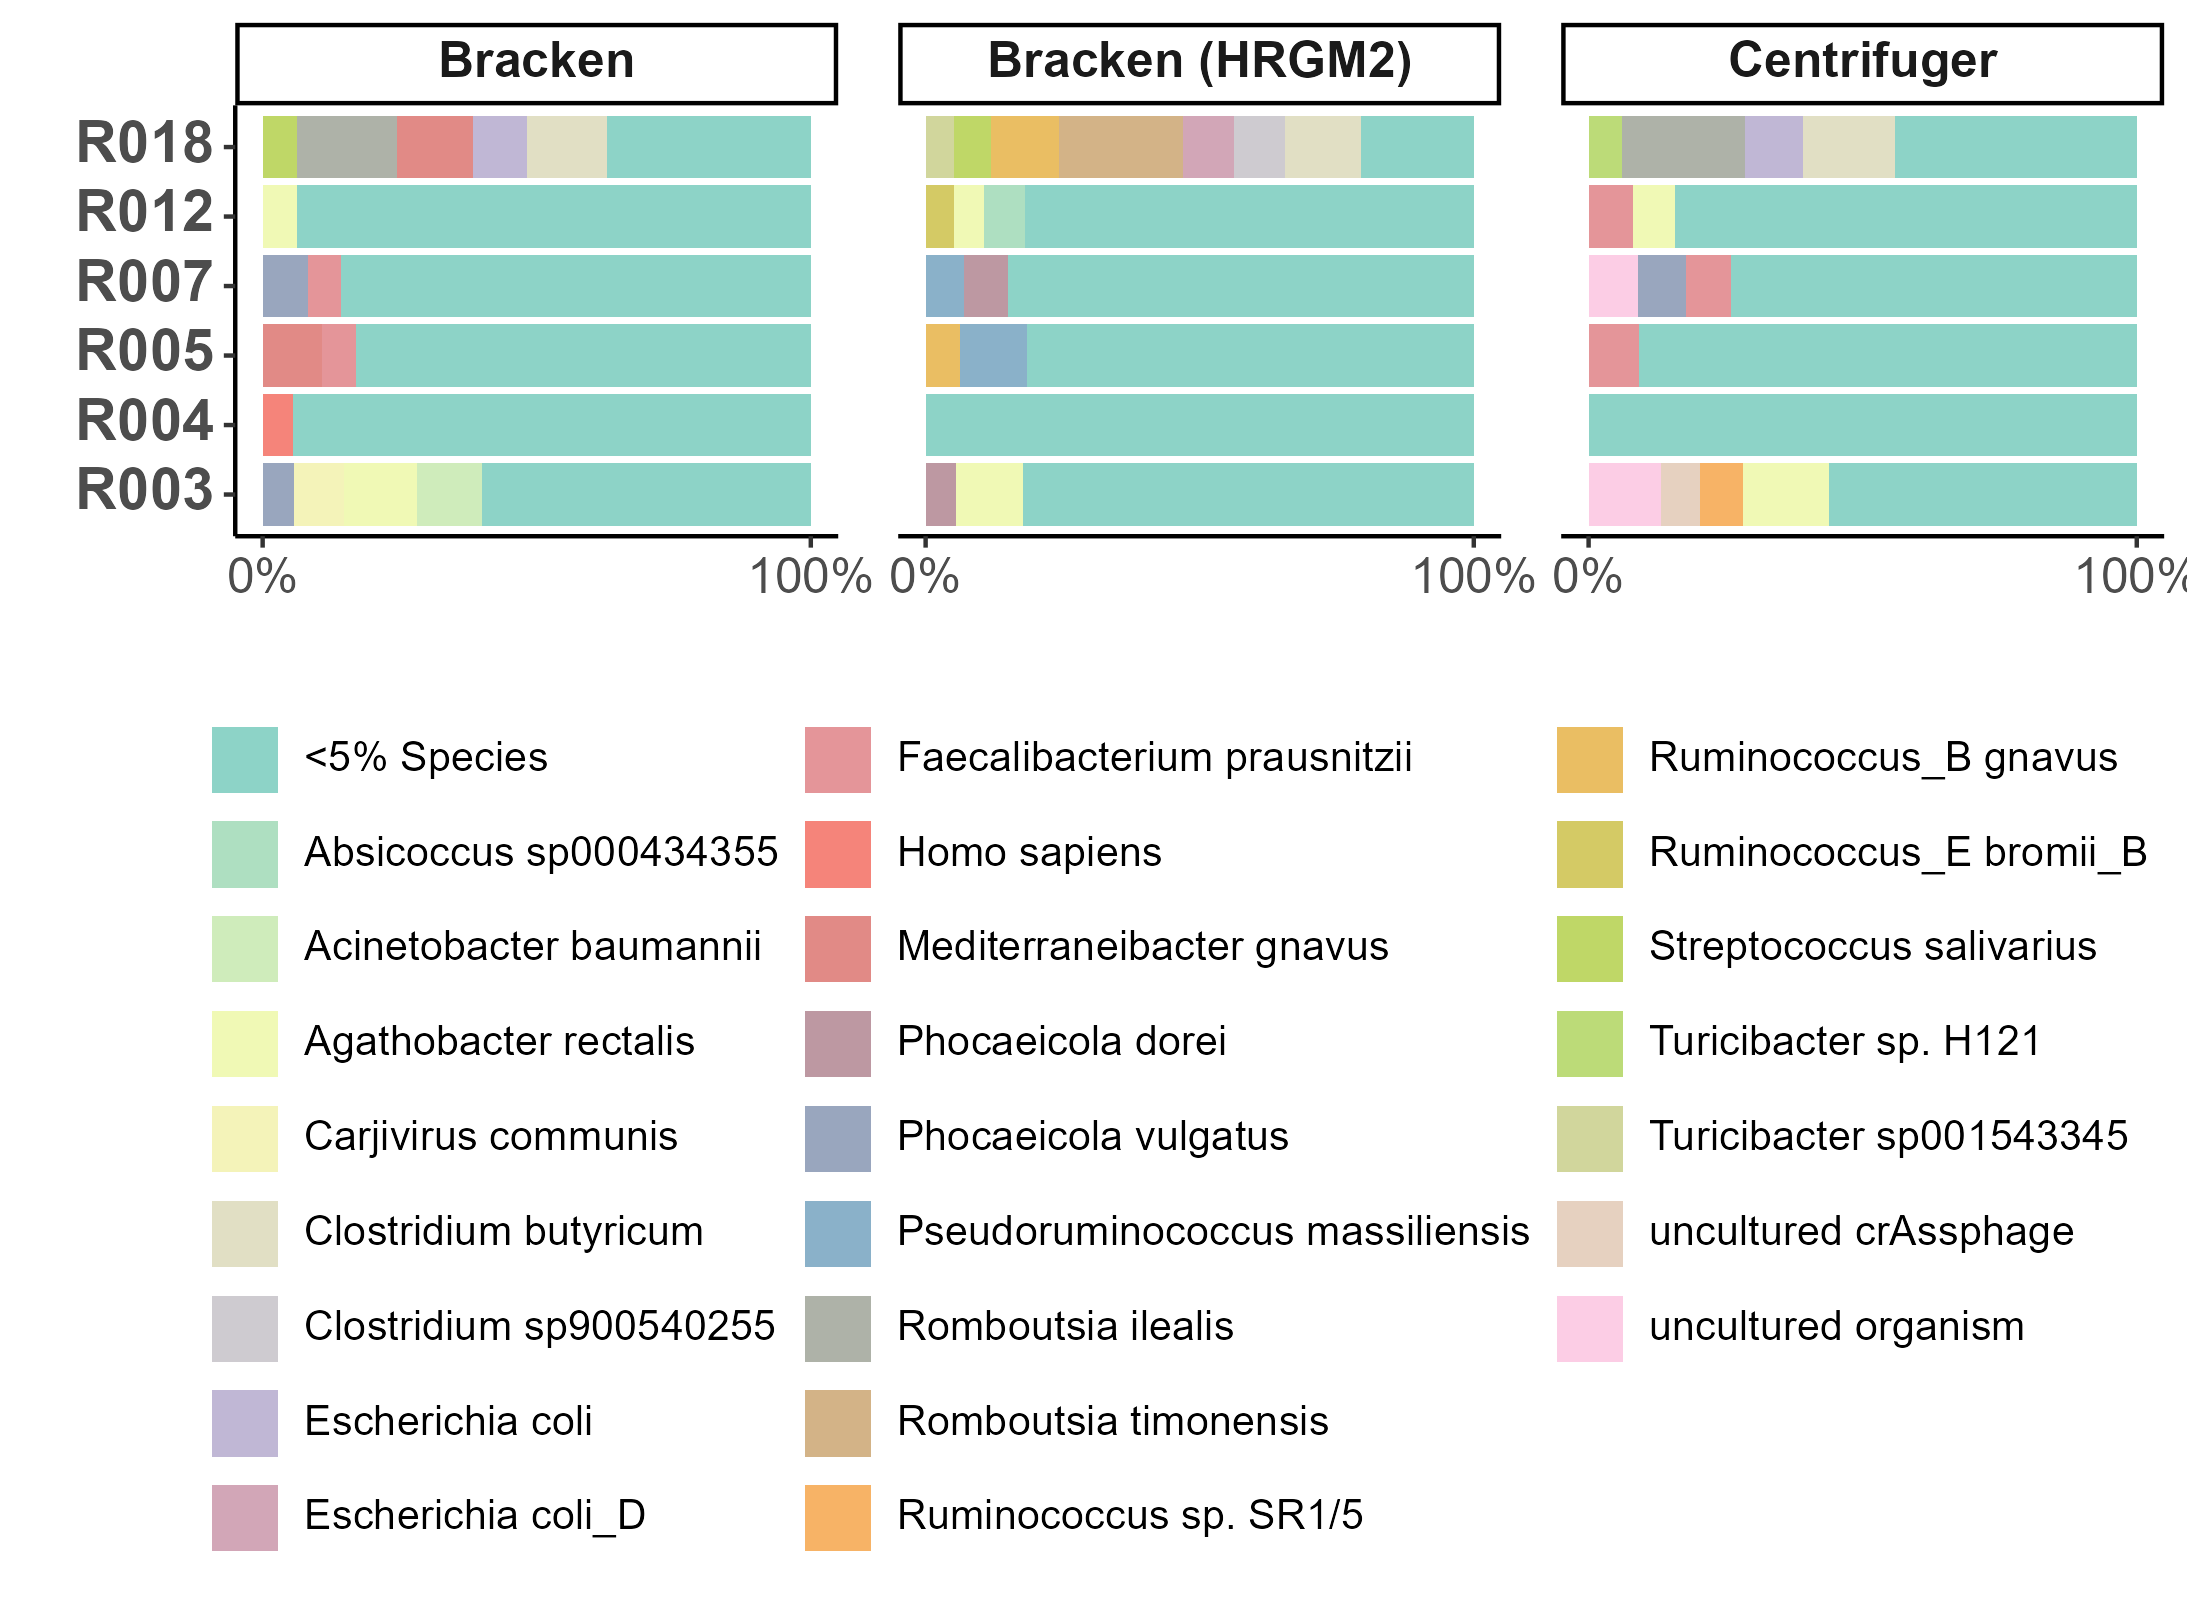 Bracken
Bracken (HRGM2)
Centrifuger
R018
R012
R007
R005
R004
R003
0%
100%
0%
100%
0%
100%
<5% Species
Absicoccus sp000434355
Acinetobacter baumannii
Agathobacter rectalis
Carjivirus communis
Clostridium butyricum
Clostridium sp900540255
Escherichia coli
Escherichia coli_D
Faecalibacterium prausnitzii
Homo sapiens
Mediterraneibacter gnavus
Phocaeicola dorei
Phocaeicola vulgatus
Pseudoruminococcus massiliensis
Romboutsia ilealis
Romboutsia timonensis
Ruminococcus sp. SR1/5
Ruminococcus_B gnavus
Ruminococcus_E bromii_B
Streptococcus salivarius
Turicibacter sp. H121
Turicibacter sp001543345
uncultured crAssphage
uncultured organism